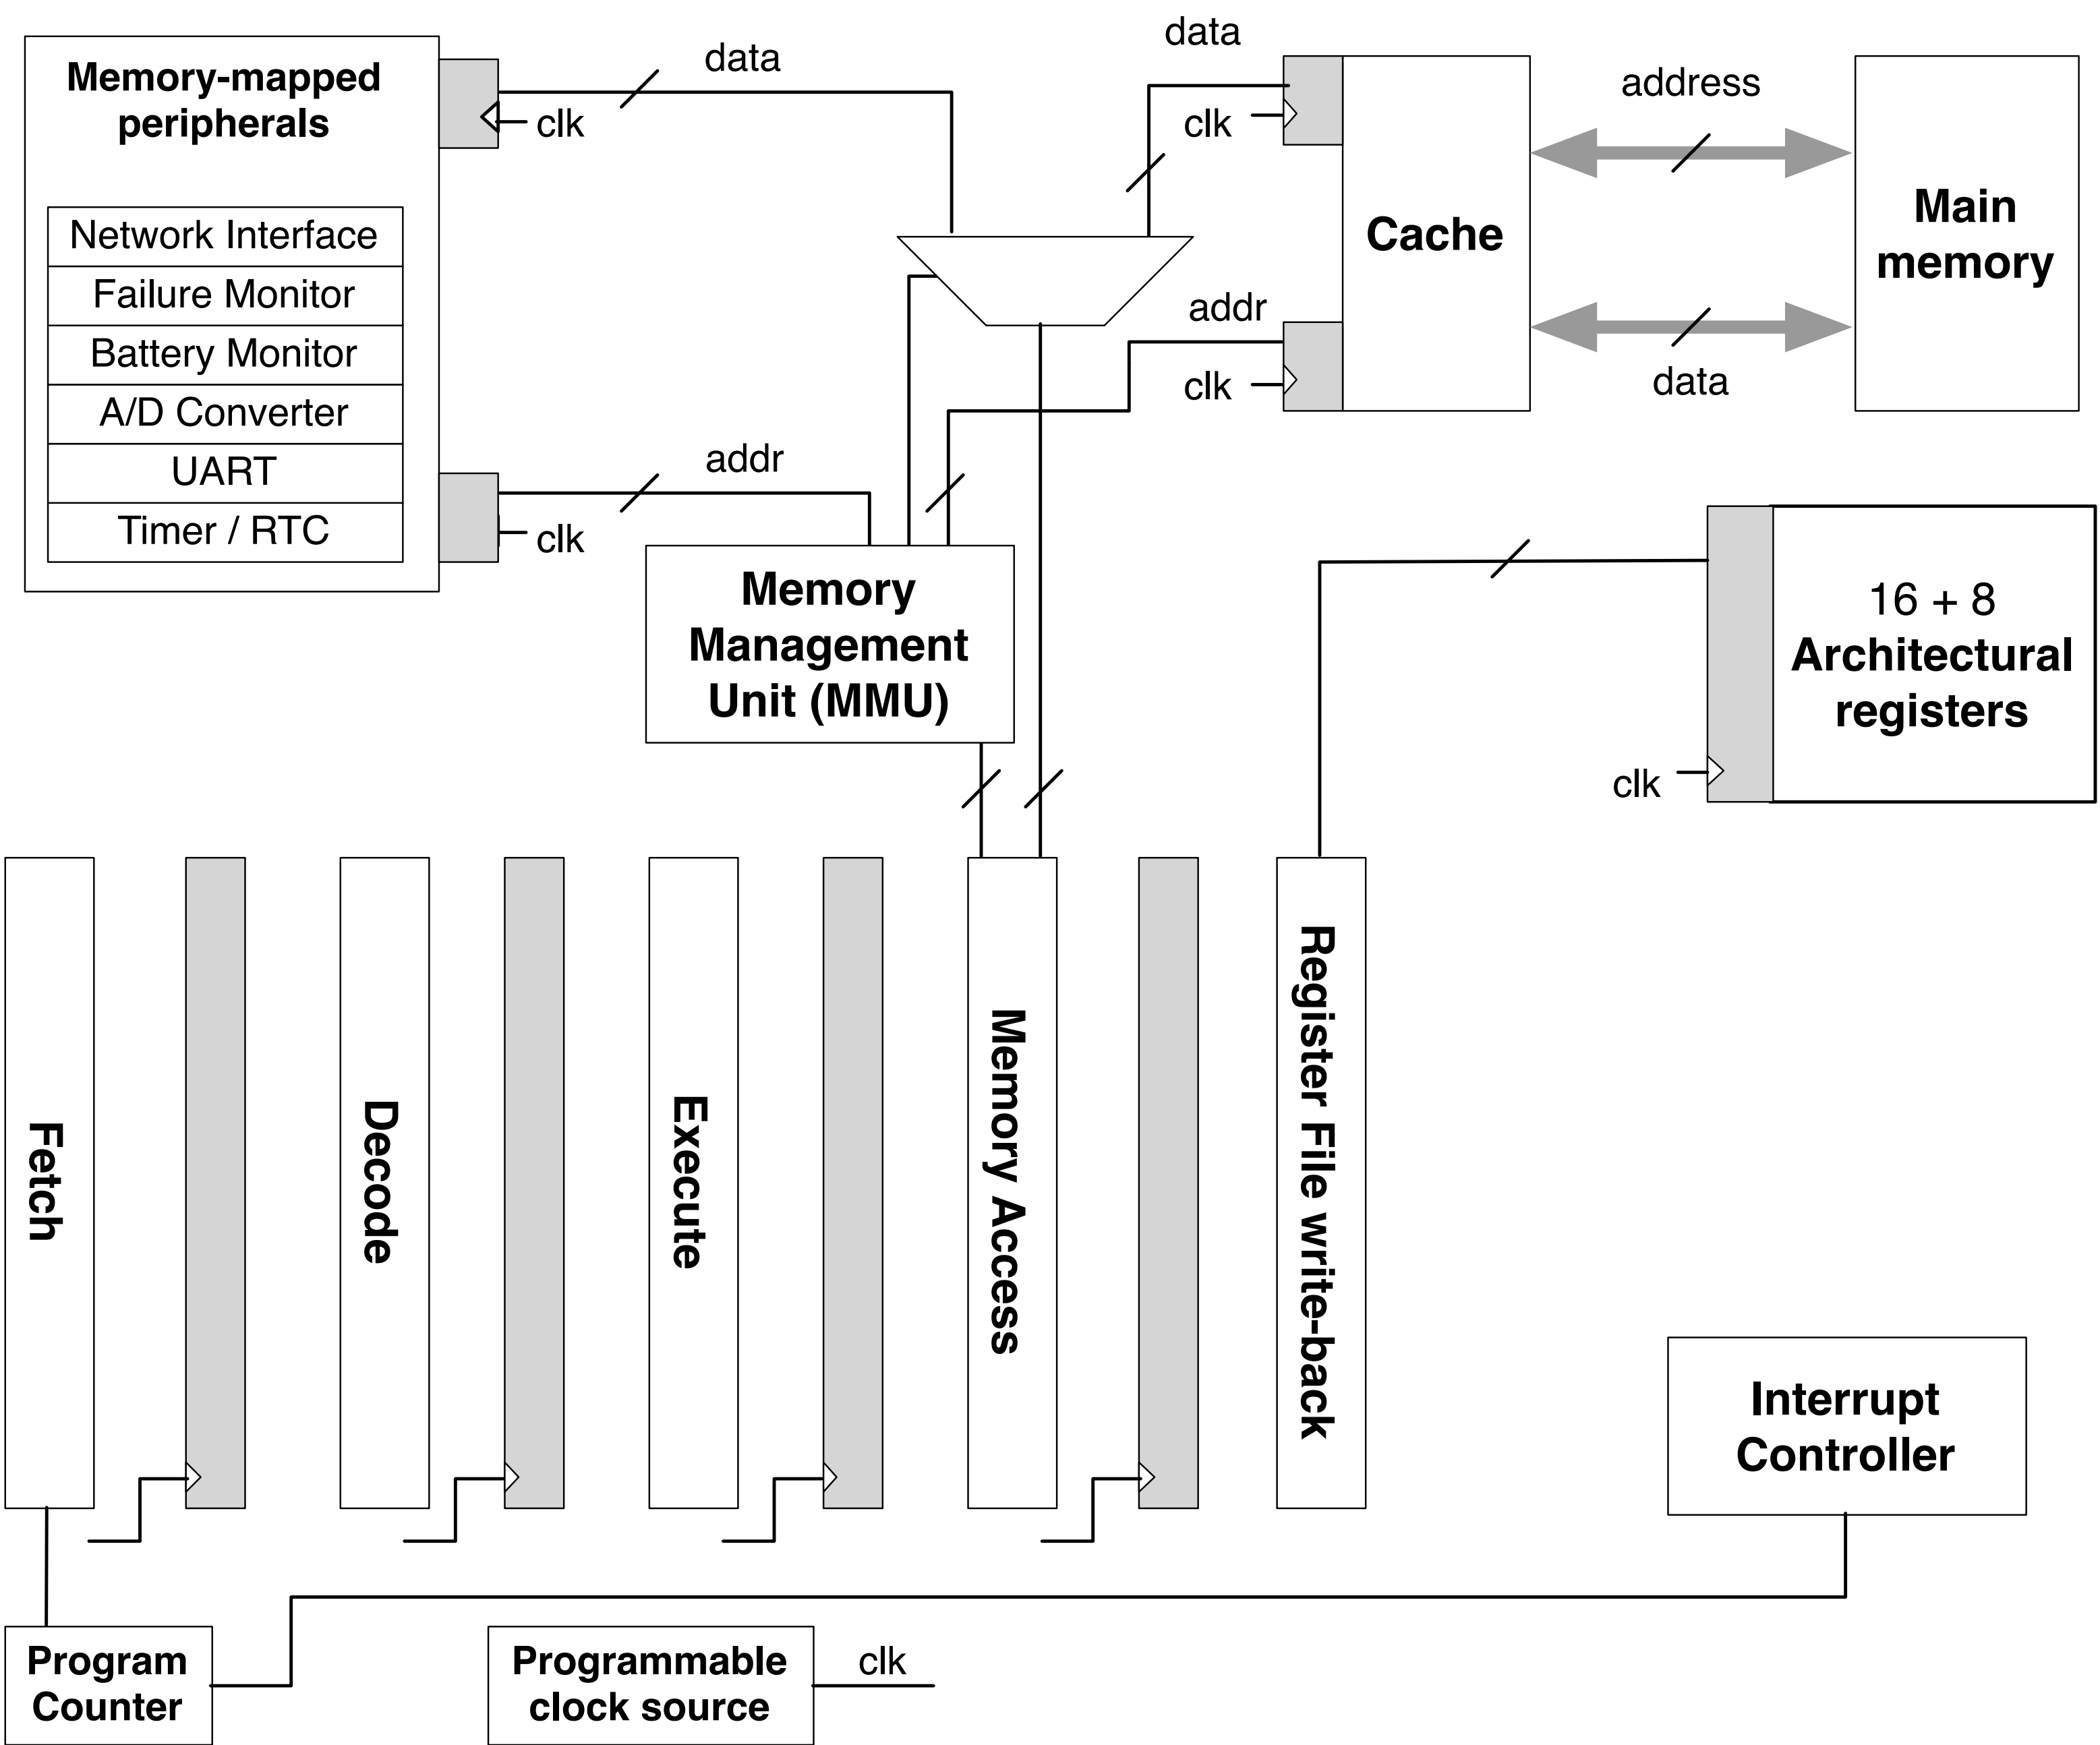 Memory-mapped
peripherals
Network Interface
Failure Monitor
Battery Monitor
A/D Converter
UART
Timer / RTC
data
clk
addr
clk
data
clk
addr
clk
Cache
address
data
Main
memory
Memory
Management
Unit (MMU)
16 + 8
Architectural
registers
clk
Fetch
Decode
Execute
Memory Access
Register File write-back
Interrupt
Controller
Program
Counter
Programmable
clock source
clk